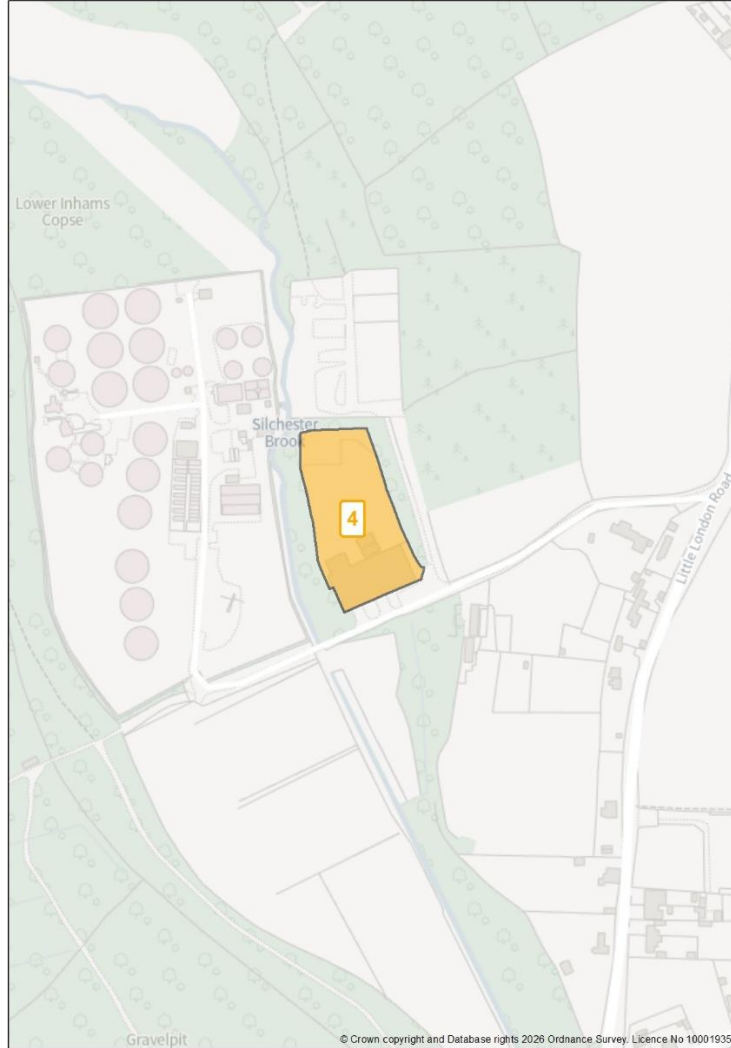 Lower Inhams
Copse
Silchester
Brook
4
Little London Road
Gravelpit
© Crown copyright and Database rights 2026 Ordnance Survey. Licence No 10001935